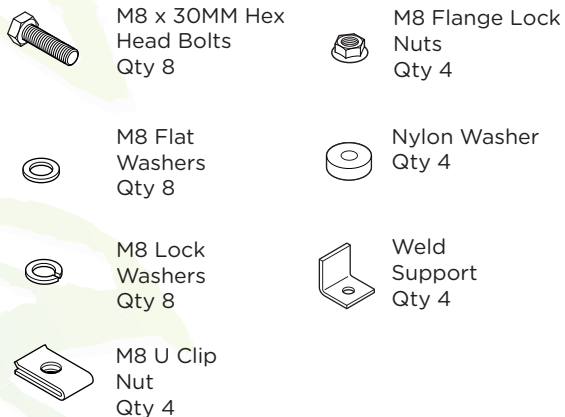 M8 x 30MM Hex
Head Bolts
Qty 8
M8 Flat
Washers
Qty 8
M8 Lock
Washers
Qty 8
M8 U Clip
Nut
Qty 4
M8 Flange Lock
Nuts
Qty 4
Nylon Washer
Qty 4
Weld
Support
Qty 4